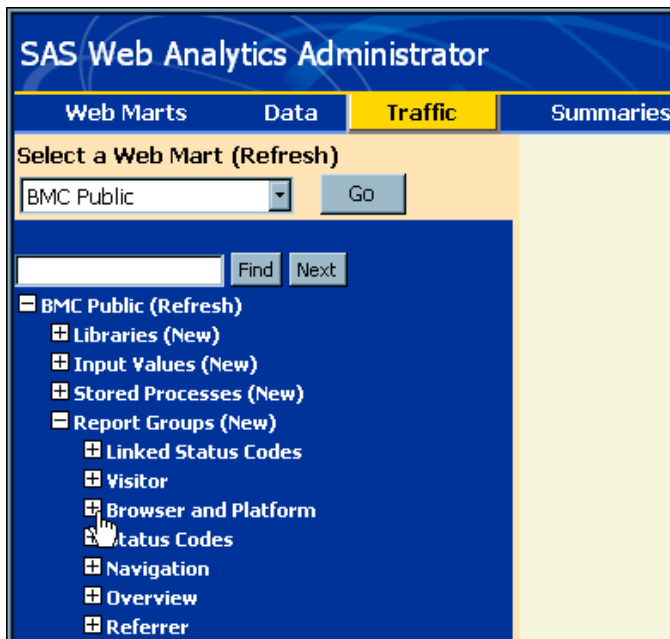 SAS Web Analytics Administrator
Web Marts Data Traffic Summaries
Select a Web Mart (Refresh)
BMC Public Go
Find Next
BMC Public (Refresh)
Libraries (New)
Input Values (New)
Stored Processes (New)
Report Groups (New)
Linked Status Codes
Visitor
Browser and Platform
Status Codes
Navigation
Overview
Referrer